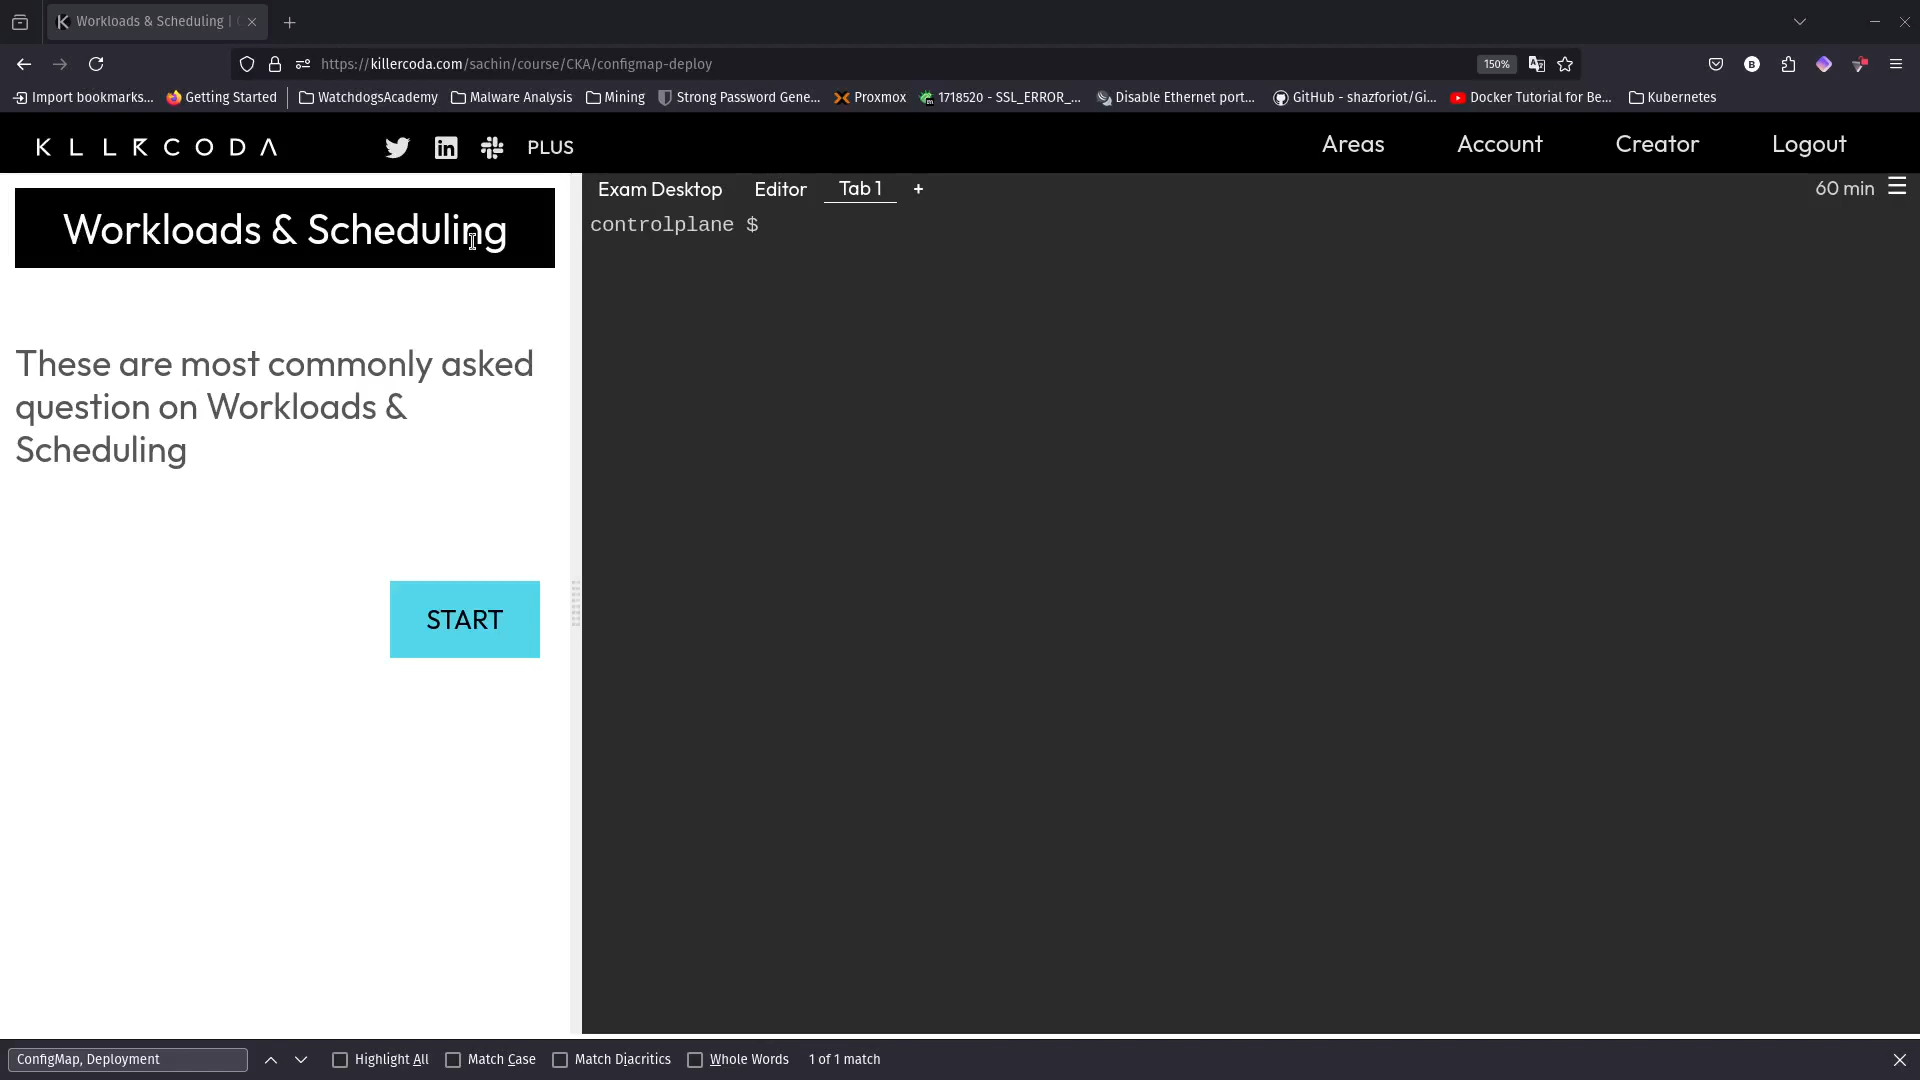 Workloads & Scheduling |
https://killercoda.com/sachin/course/CKA/configmap-deploy
150%
Import bookmarks...
Getting Started
WatchdogsAcademy
Malware Analysis
Mining
Strong Password Gene...
Proxmox
1718520 - SSL_ERROR_...
Disable Ethernet port...
GitHub - shazforiot/Gi...
Docker Tutorial for Be...
Kubernetes
KLLRCODA
PLUS
Areas
Account
Creator
Logout
Workloads & Scheduling
These are most commonly asked
question on Workloads &
Scheduling
START
Exam Desktop
Editor
Tab 1
+
60 min
controlplane $
ConfigMap, Deployment
Highlight All
Match Case
Match Diacritics
Whole Words
1 of 1 match